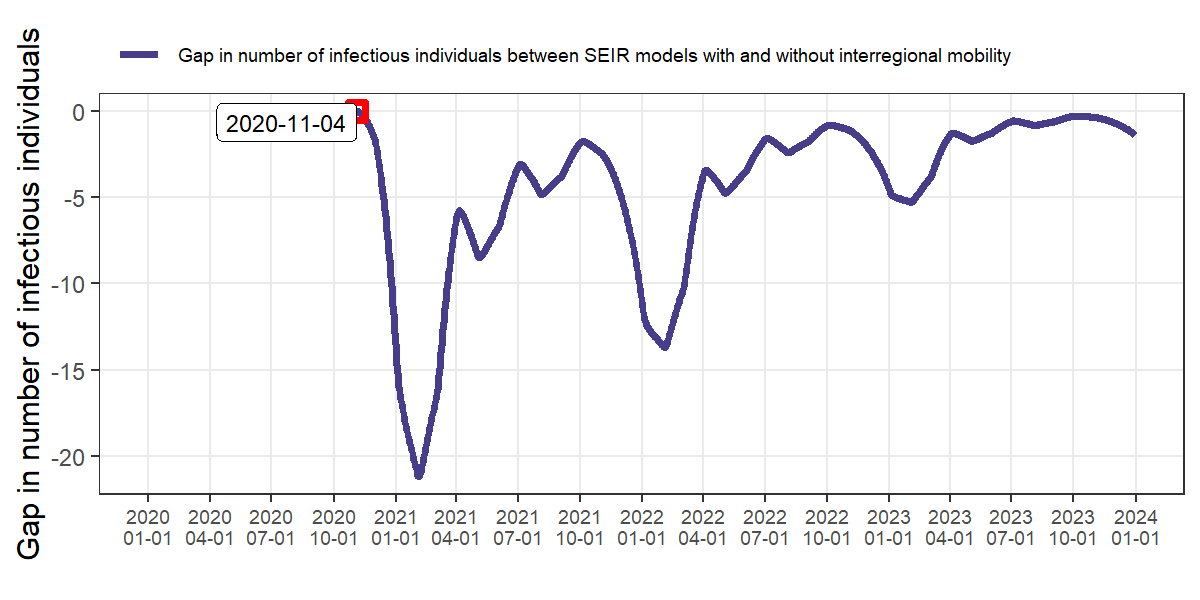 Gap in number of infectious individuals between SEIR models with and without interregional mobility
Gap in number of infectious individuals
0
-5
-10
-15
-20
2020-11-04
2020 2020 2020 2020 2021 2021 2021 2021 2022 2022 2022 2022 2023 2023 2023 2023 2024
01-01 04-01 07-01 10-01 01-01 04-01 07-01 10-01 01-01 04-01 07-01 10-01 01-01 04-01 07-01 10-01 01-01